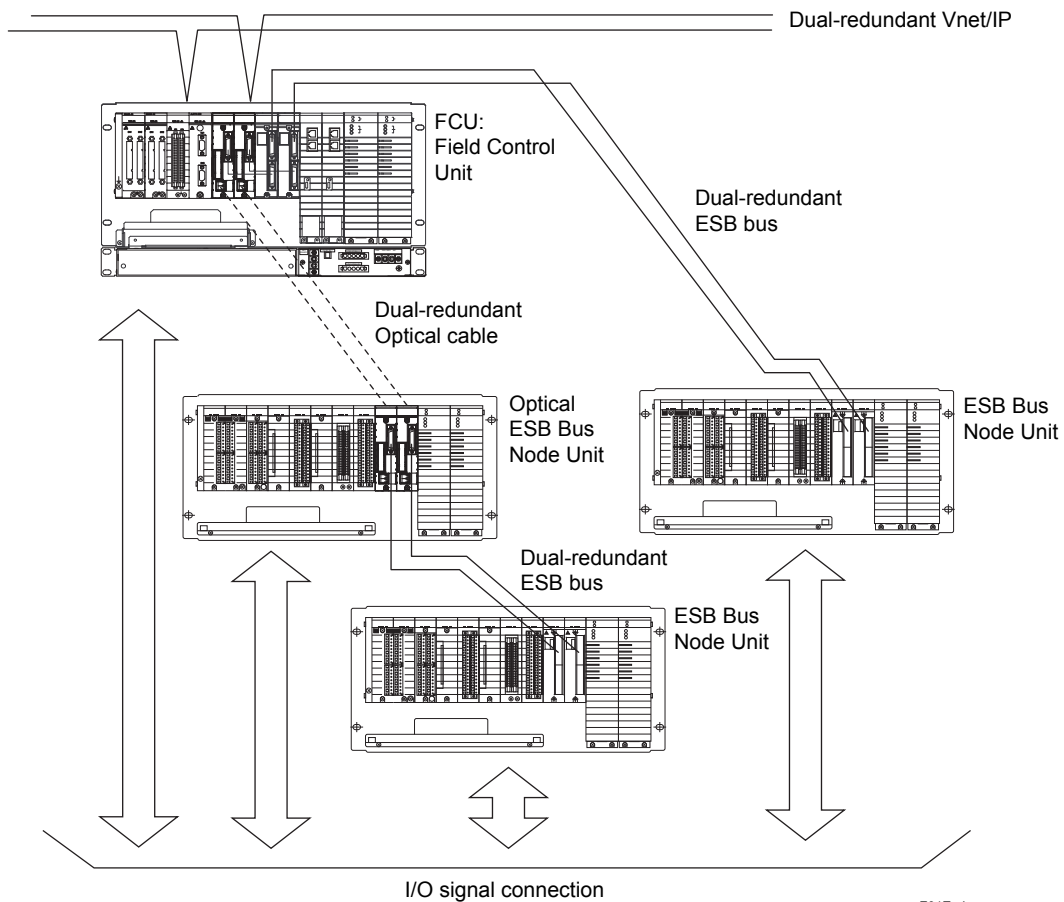 Dual-redundant Vnet/IP
FCU:
Field Control
Unit
Dual-redundant
ESB bus
Dual-redundant
Optical cable
Optical
ESB Bus
Node Unit
ESB Bus
Node Unit
Dual-redundant
ESB bus
ESB Bus
Node Unit
I/O signal connection